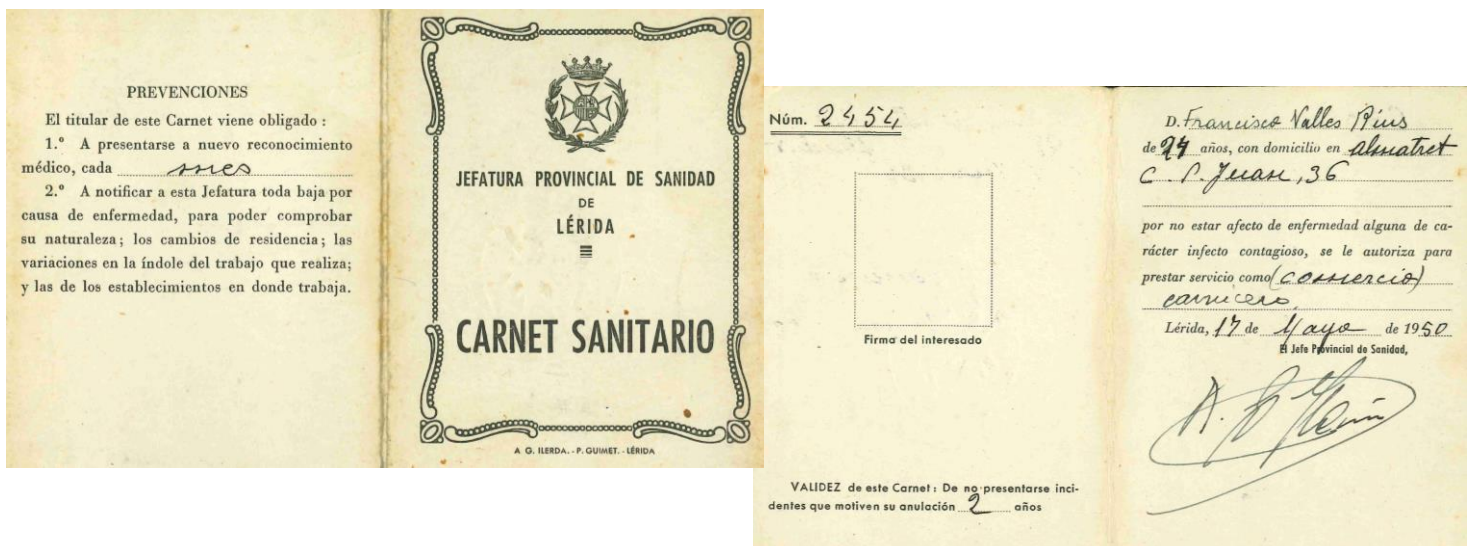 PREVENCIONES
El titular de este Carnet viene obligado :
1.º A presentarse a nuevo reconocimiento
médico, cada mes
2.º A notificar a esta Jefatura toda baja por
causa de enfermedad, para poder comprobar
su naturaleza; los cambios de residencia; las
variaciones en la índole del trabajo que realiza;
y las de los establecimientos en donde trabaja.
JEFATURA PROVINCIAL DE SANIDAD
DE
LÉRIDA
CARNET SANITARIO
A G. ILERDA. - P. GUIMET. - LÉRIDA
Núm. 2454
Firma del interesado
VALIDEZ de este Carnet : De no presentarse inci-
dentes que motiven su anulación 2 años
D. Francisco Valles Rius
de años, con domicilio en Almatret
C. S. Juan, 36
por no estar afecto de enfermedad alguna de ca-
rácter infecto contagioso, se le autoriza para
prestar servicio como (comercio)
carnicero
Lérida, 17 de Mayo de 1950
El Jefe Provincial de Sanidad,